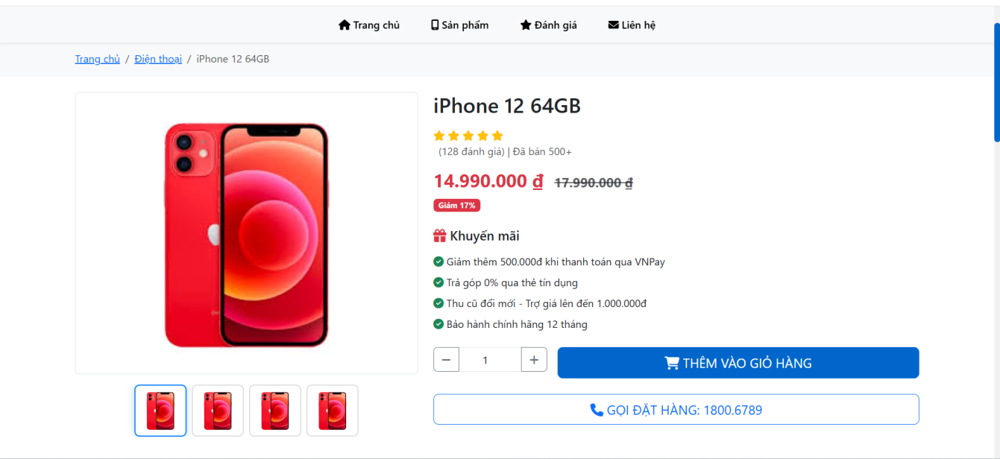 Trang chủ Sản phẩm Đánh giá Liên hệ
Trang chủ / Điện thoại / iPhone 12 64GB
iPhone 12 64GB
(128 đánh giá) | Đã bán 500+
14.990.000 ₫ 17.990.000 ₫
Giảm 17%
Khuyến mãi
Giảm thêm 500.000đ khi thanh toán qua VNPay
Trả góp 0% qua thẻ tín dụng
Thu cũ đổi mới - Trợ giá lên đến 1.000.000đ
Bảo hành chính hãng 12 tháng
− 1 +
THÊM VÀO GIỎ HÀNG
GỌI ĐẶT HÀNG: 1800.6789